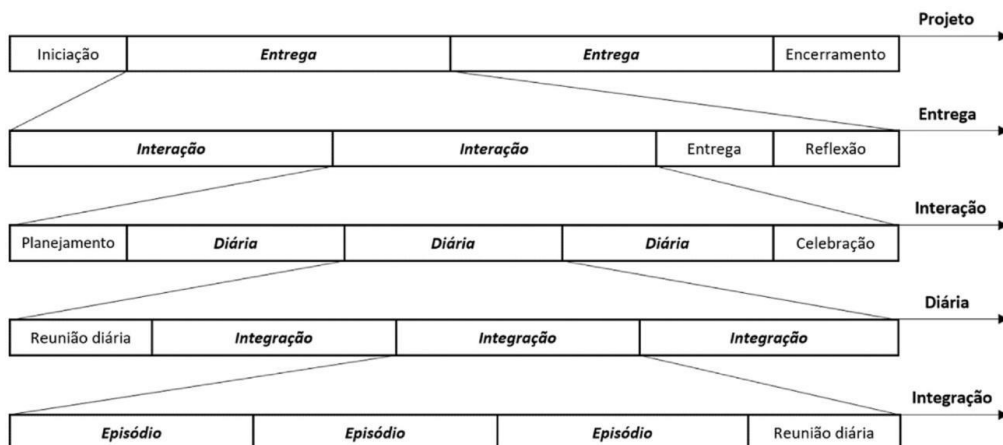 Projeto
Iniciação Entrega Entrega Encerramento
Entrega
Interação Interação Entrega Reflexão
Interação
Planejamento Diária Diária Diária Celebração
Diária
Reunião diária Integração Integração Integração
Integração
Episódio Episódio Episódio Reunião diária